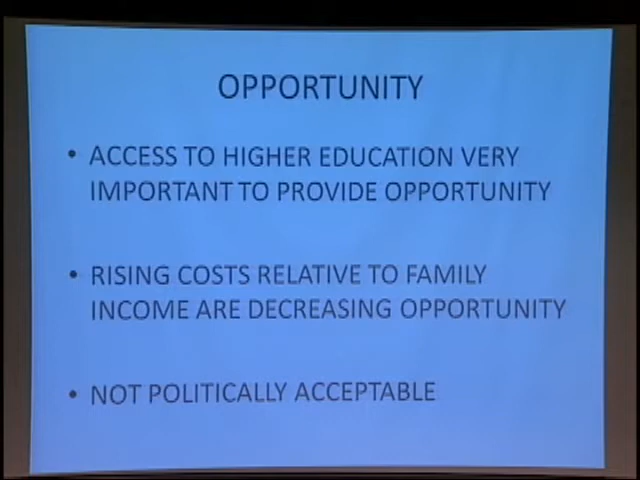 OPPORTUNITY
• ACCESS TO HIGHER EDUCATION VERY
IMPORTANT TO PROVIDE OPPORTUNITY
• RISING COSTS RELATIVE TO FAMILY
INCOME ARE DECREASING OPPORTUNITY
• NOT POLITICALLY ACCEPTABLE